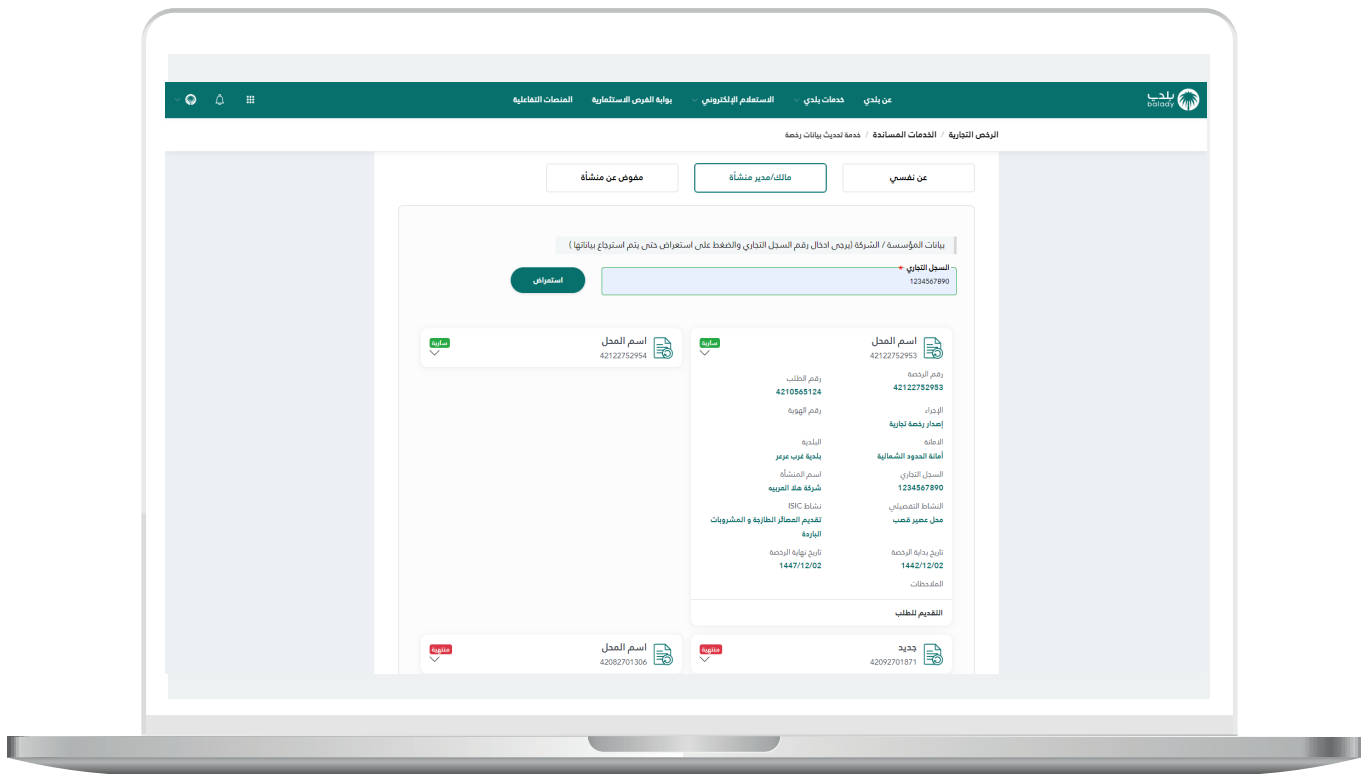 بلدي
balady
عن بلدي
خدمات بلدي
الاستعلام الإلكتروني
بوابة الفرص الاستثمارية
المنصات التفاعلية
الرخص التجارية / الخدمات المساندة / خدمة تحديث بيانات رخصة
عن نفسي
مالك/مدير منشأة
مفوض عن منشأة
بيانات المؤسسة / الشركة (يرجى ادخال رقم السجل التجاري والضغط على استعراض حتى يتم استرجاع بياناتها )
السجل التجاري *
1234567890
استعراض
اسم المحل
42122752953
سارية
رقم الرخصة
42122752953
رقم الطلب
4210565124
الإجراء
إصدار رخصة تجارية
رقم الهوية
الامانة
أمانة الحدود الشمالية
البلدية
بلدية غرب عرعر
السجل التجاري
1234567890
اسم المنشأة
شركة هلا العربيه
النشاط التفصيلي
محل عصير قصب
نشاط ISIC
تقديم العصائر الطازجة و المشروبات
الباردة
تاريخ بداية الرخصة
1442/12/02
تاريخ نهاية الرخصة
1447/12/02
الملاحظات
التقديم للطلب
اسم المحل
42122752954
سارية
جديد
42092701871
منتهية
اسم المحل
42082701306
منتهية